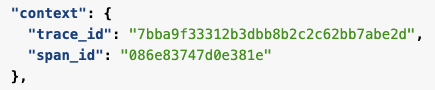 "context": {
"trace_id": "7bba9f33312b3dbb8b2c2c62bb7abe2d",
"span_id": "086e83747d0e381e"
},